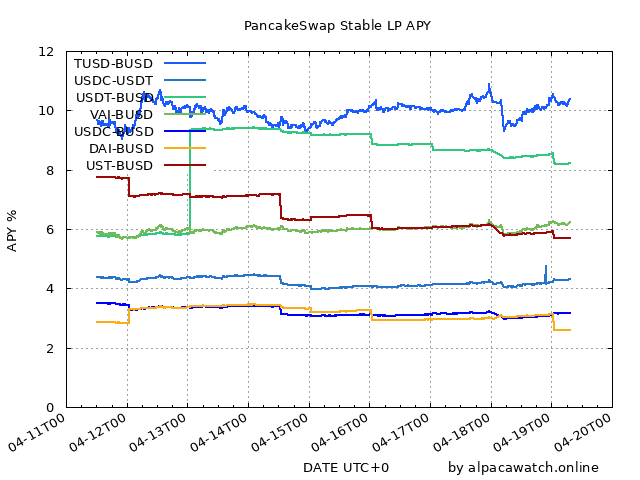 PancakeSwap Stable LP APY
12
10
8
6
4
2
0
APY %
TUSD-BUSD
USDC-USDT
USDT-BUSD
VAI-BUSD
USDC-BUSD
DAI-BUSD
UST-BUSD
04-11T00
04-12T00
04-13T00
04-14T00
04-15T00
04-16T00
04-17T00
04-18T00
04-19T00
04-20T00
DATE UTC+0
by alpacawatch.online